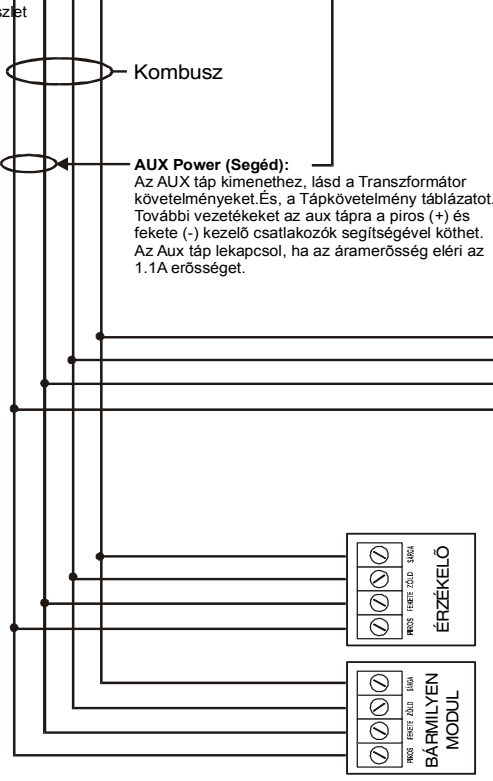 szlet
Kombusz
AUX Power (Segéd):
Az AUX táp kimenethez, lásd a Transzformátor
követelményeket.És, a Tápkövetelmény táblázatot.
További vezetékeket az aux tápra a piros (+) és
fekete (-) kezelő csatlakozók segítségével köthet.
Az Aux táp lekapcsol, ha az áramerõsség eléri az
1.1A erõsséget.
PIROS FEKETE ZÖLD SÁRGA
ÉRZÉKELÕ
PIROS FEKETE ZÖLD SÁRGA
BÁRMILYEN
MODUL